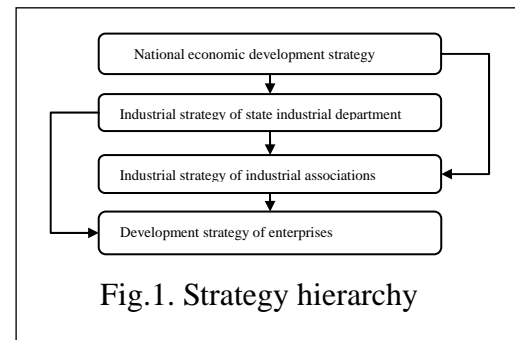 National economic development strategy
Industrial strategy of state industrial department
Industrial strategy of industrial associations
Development strategy of enterprises
Fig.1. Strategy hierarchy